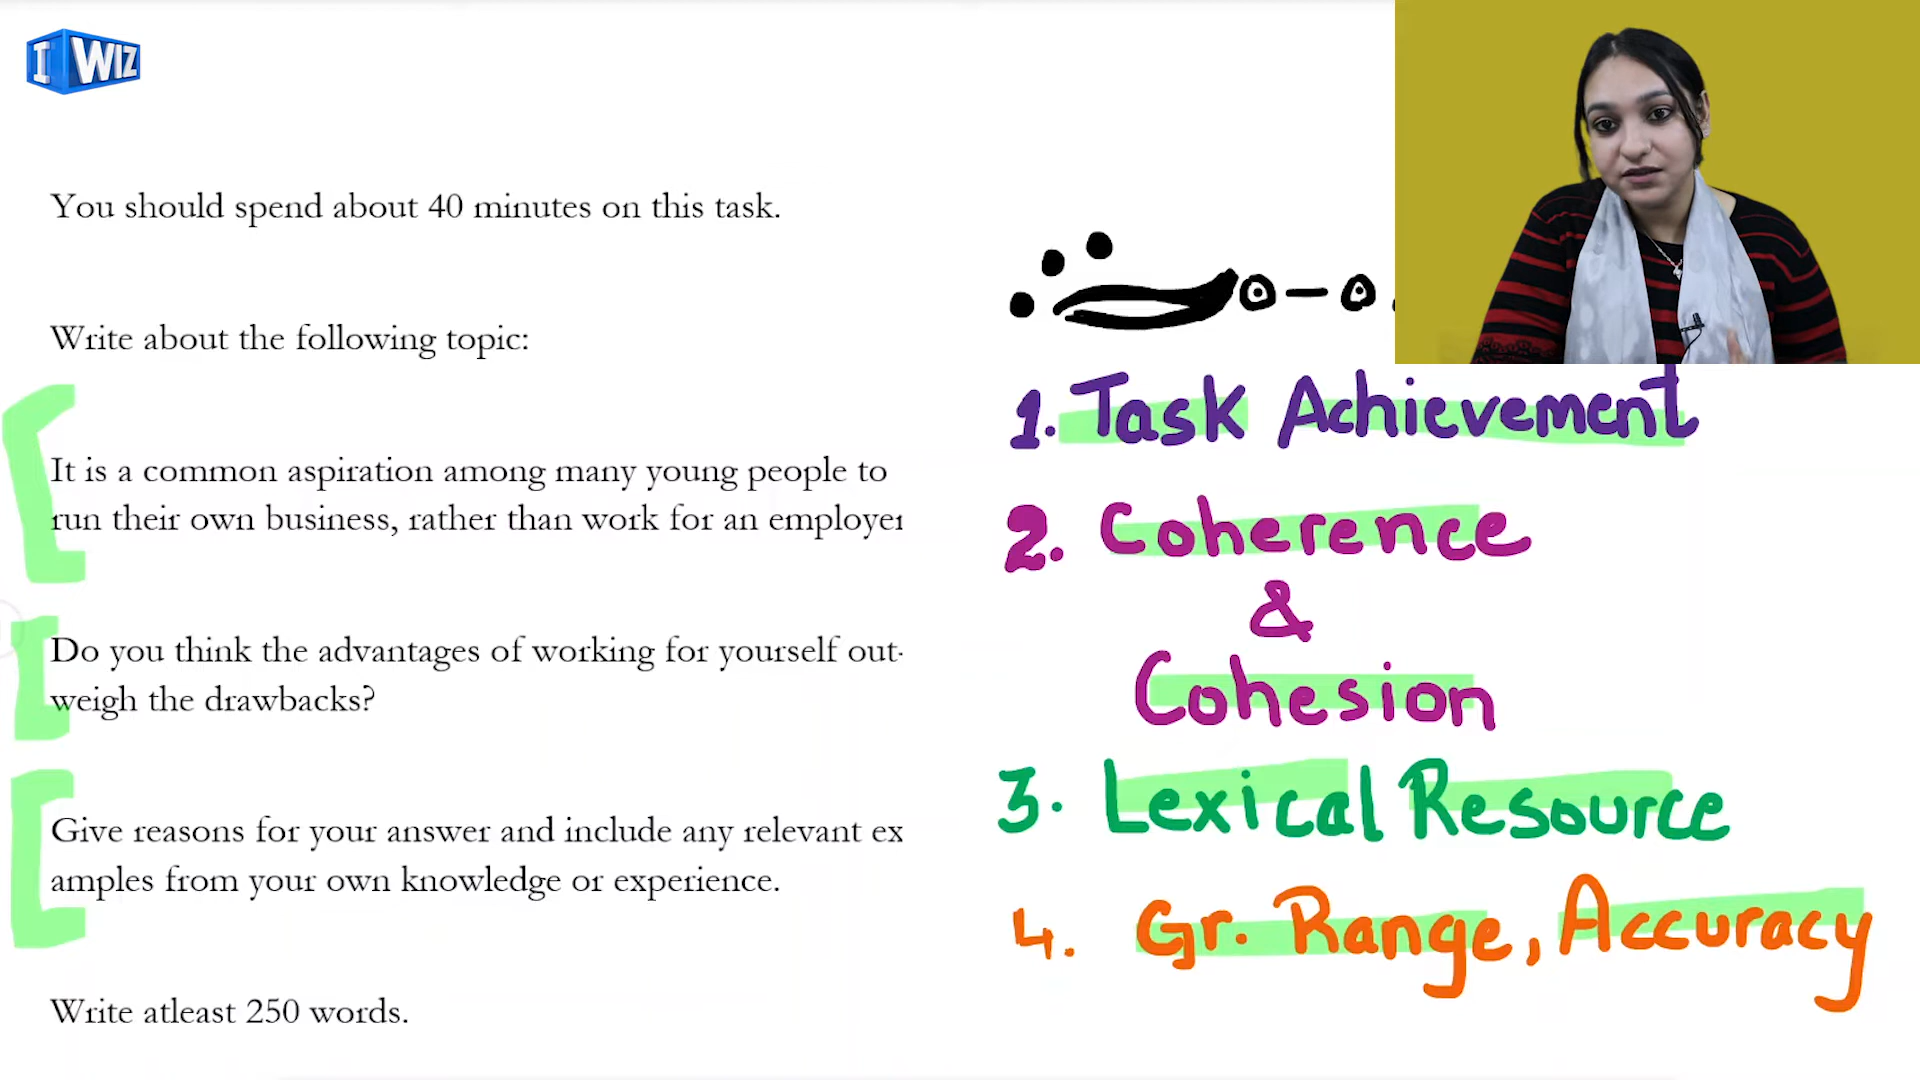 I WIZ
You should spend about 40 minutes on this task.
Write about the following topic:
It is a common aspiration among many young people to
run their own business, rather than work for an employer
Do you think the advantages of working for yourself out-
weigh the drawbacks?
Give reasons for your answer and include any relevant ex
amples from your own knowledge or experience.
Write atleast 250 words.
1. Task Achievement
2. Coherence
&
Cohesion
3. Lexical Resource
4. Gr. Range, Accuracy